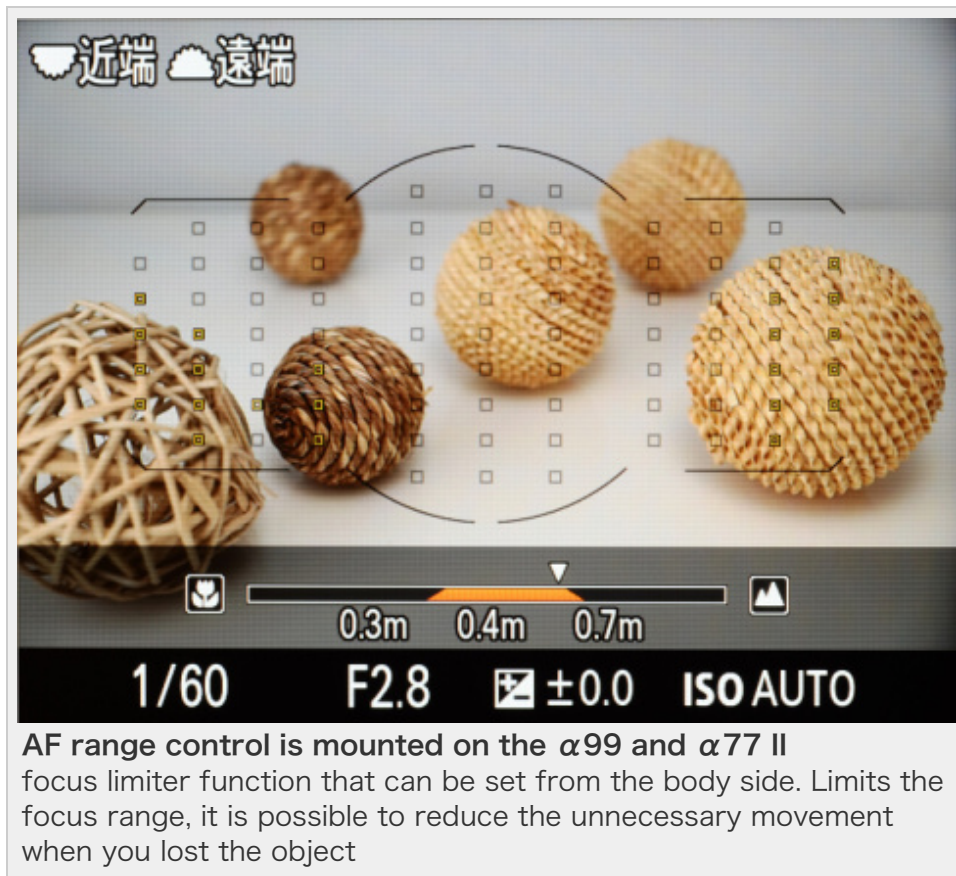 近端 遠端
0.3m 0.4m 0.7m
1/60 F2.8 ±0.0 ISO AUTO
AF range control is mounted on the α99 and α77 II
focus limiter function that can be set from the body side. Limits the
focus range, it is possible to reduce the unnecessary movement
when you lost the object